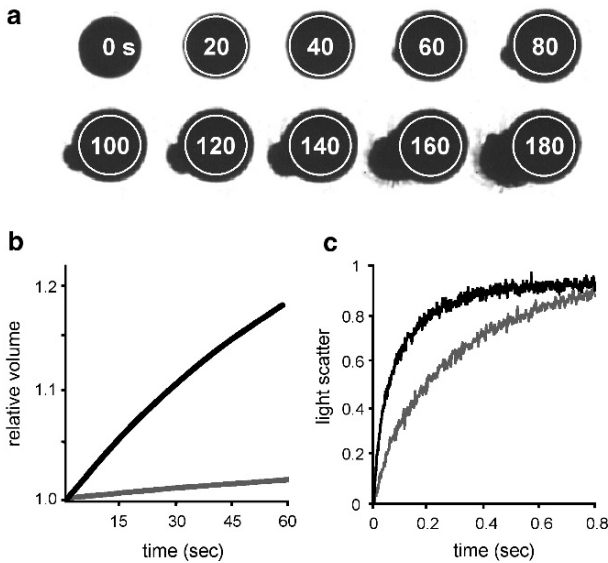 a
0 s 20 40 60 80
100 120 140 160 180
b
relative volume
1.2
1.1
1.0
15 30 45 60
time (sec)
c
light scatter
1
0.8
0.6
0.4
0.2
0
0 0.2 0.4 0.6 0.8
time (sec)